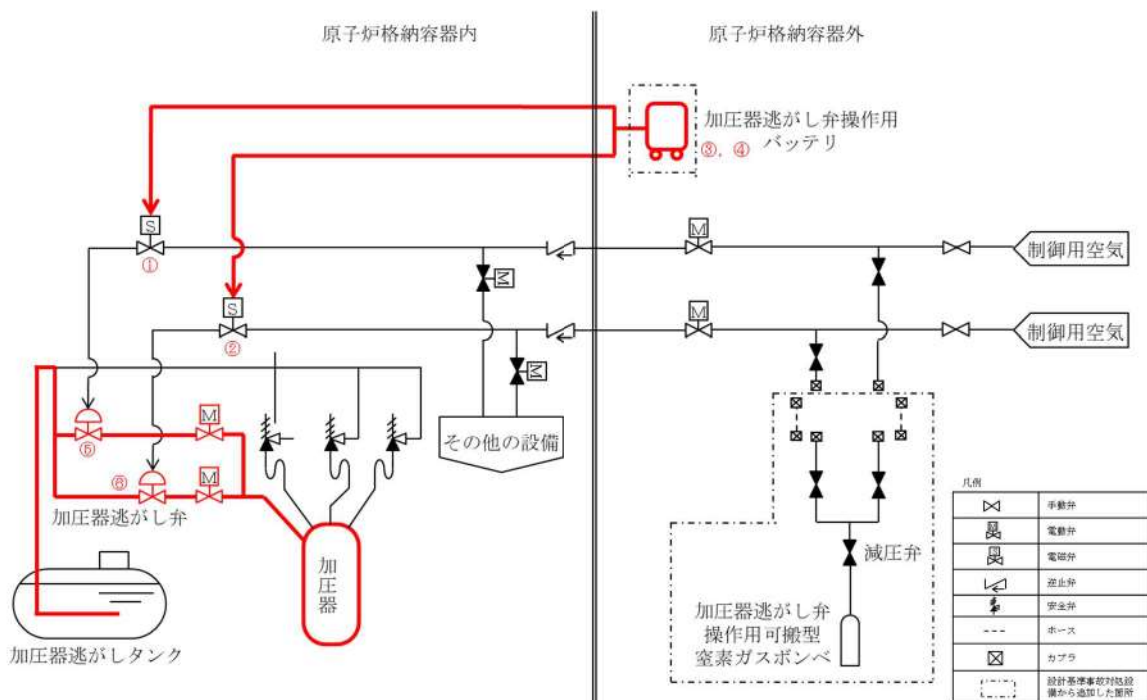 原子炉格納容器内
原子炉格納容器外
加圧器逃がし弁操作用
バッテリ
③，④
S
①
M
制御用空気
M
S
②
M
制御用空気
M
M
⑤
M
⑥
加圧器逃がし弁
その他の設備
加圧器
加圧器逃がしタンク
減圧弁
加圧器逃がし弁
操作用可搬型
窒素ガスボンベ
凡例
手動弁
電動弁
電磁弁
逆止弁
安全弁
ホース
カプラ
設計基準事故対処設
備から追加した箇所